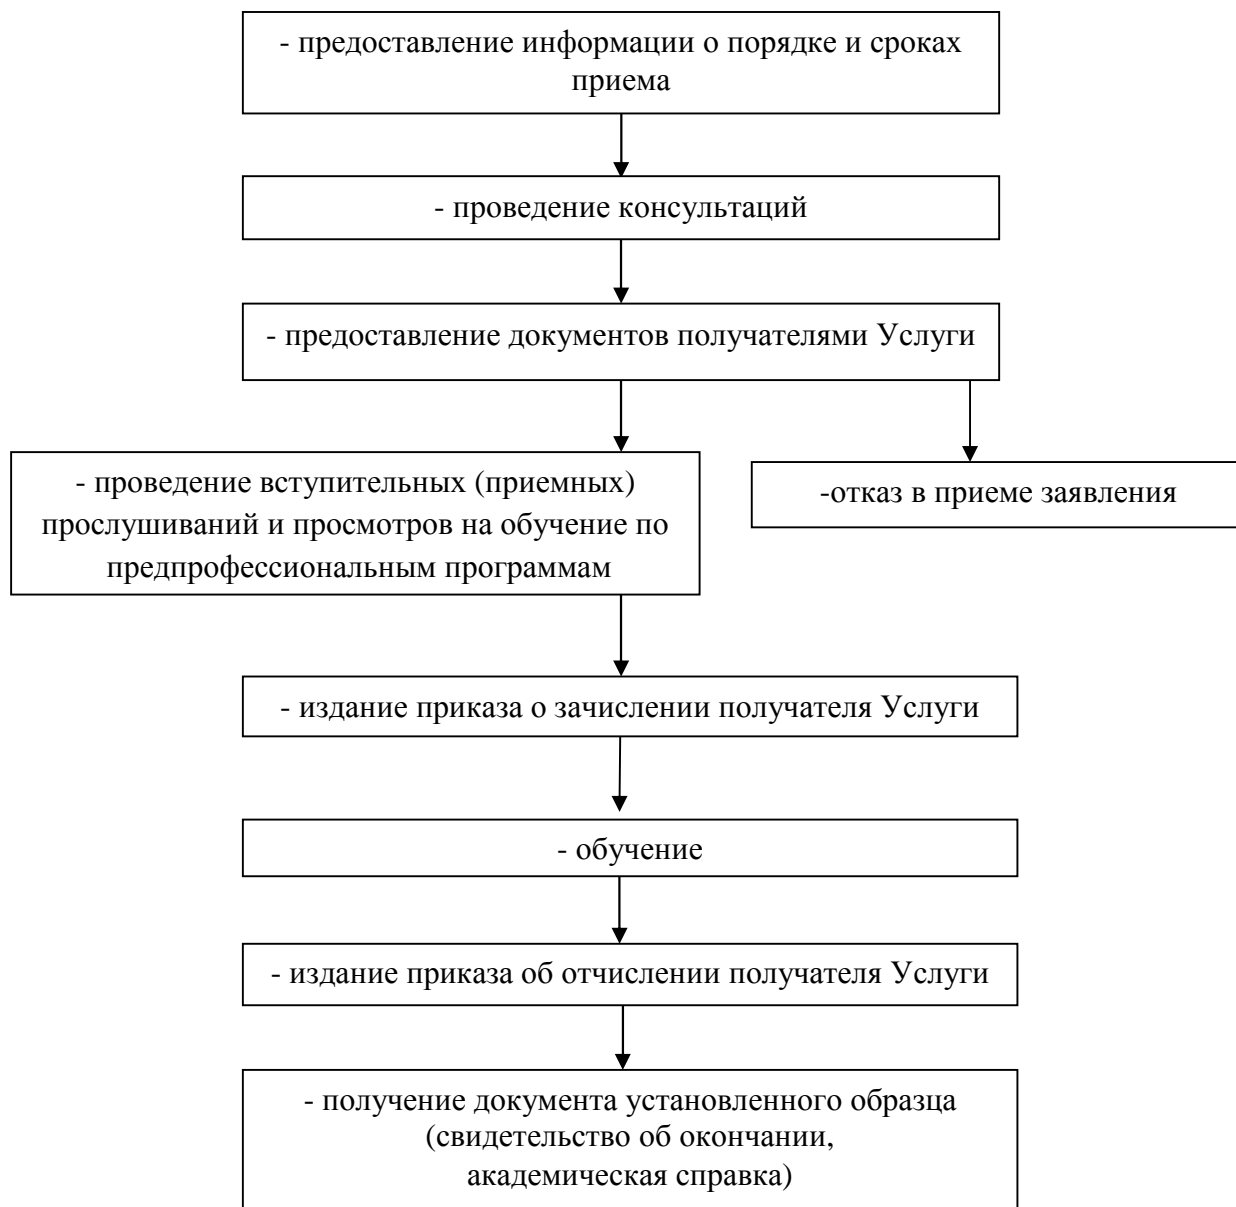 - предоставление информации о порядке и сроках
приема
- проведение консультаций
- предоставление документов получателями Услуги
- проведение вступительных (приемных)
прослушиваний и просмотров на обучение по
предпрофессиональным программам
-отказ в приеме заявления
- издание приказа о зачислении получателя Услуги
- обучение
- издание приказа об отчислении получателя Услуги
- получение документа установленного образца
(свидетельство об окончании,
академическая справка)